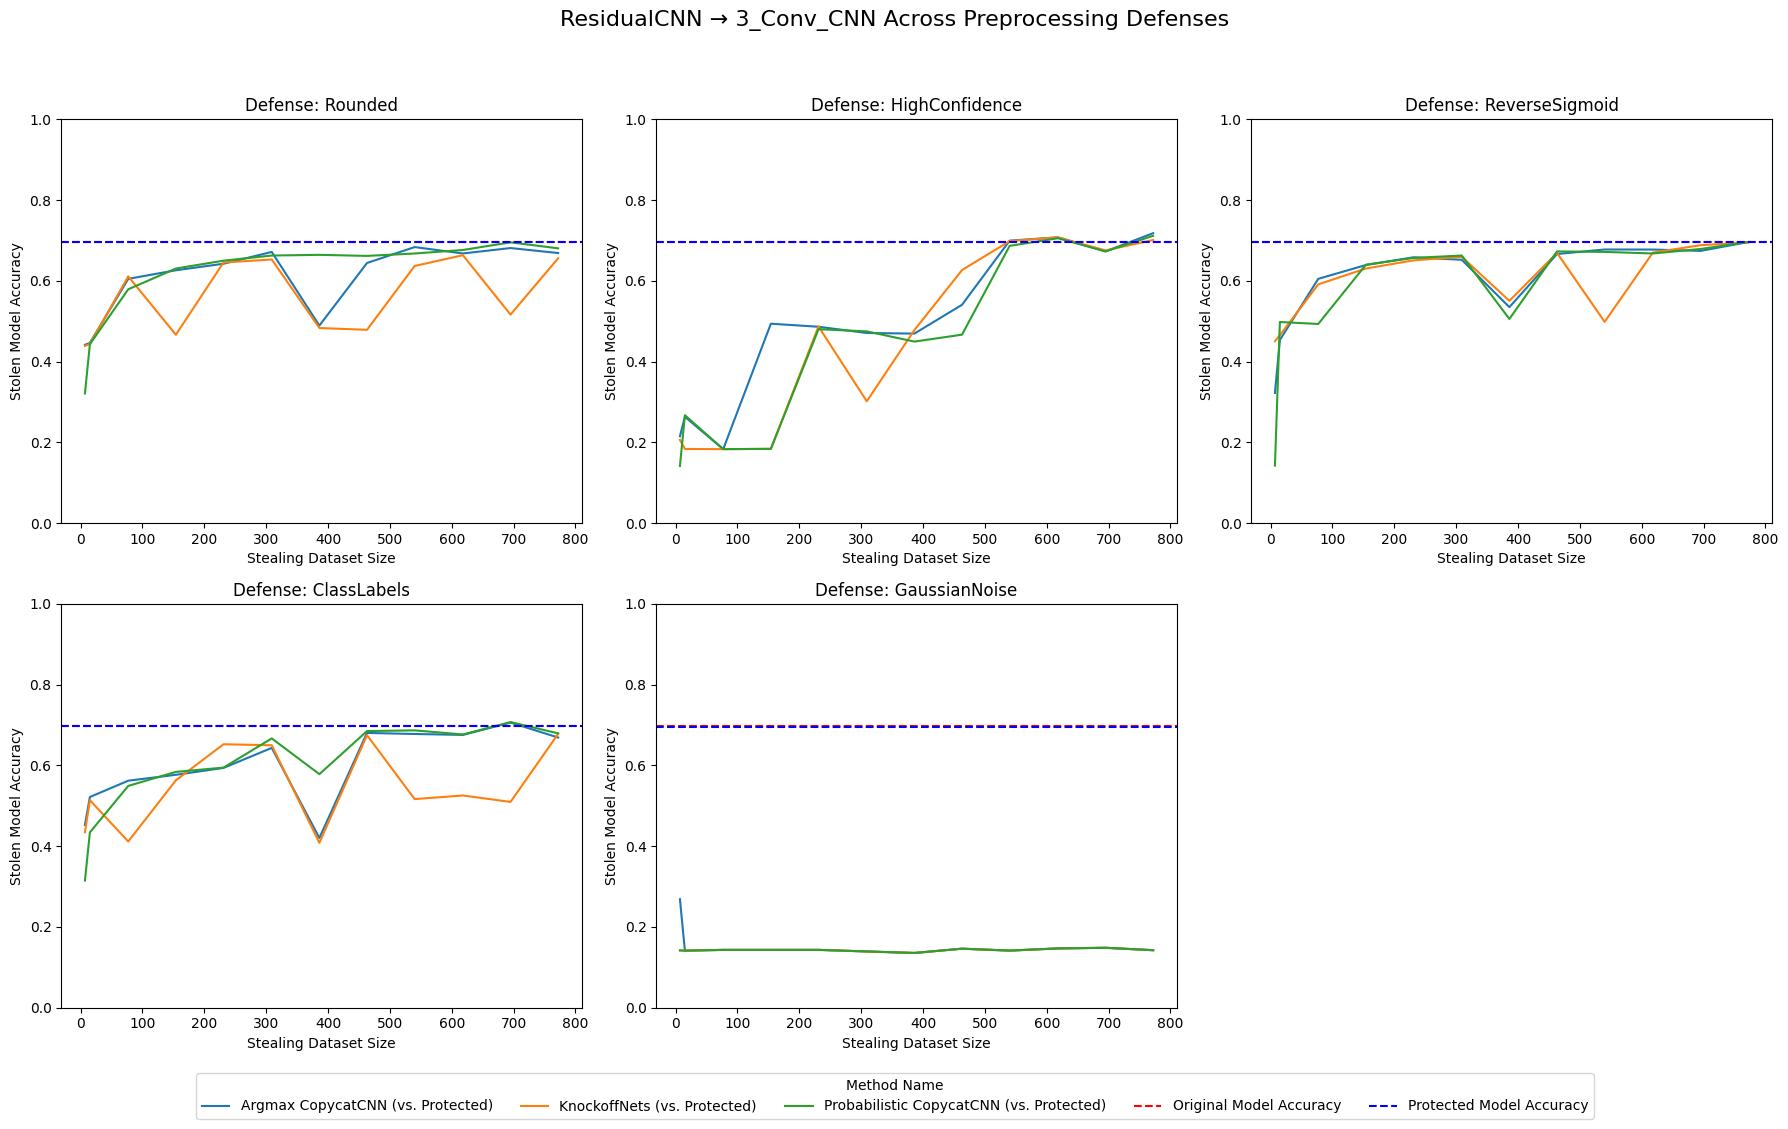 ResidualCNN → 3_Conv_CNN Across Preprocessing Defenses
Defense: Rounded
Stolen Model Accuracy
1.0
0.8
0.6
0.4
0.2
0.0
0 100 200 300 400 500 600 700 800
Stealing Dataset Size
Defense: HighConfidence
Stolen Model Accuracy
1.0
0.8
0.6
0.4
0.2
0.0
0 100 200 300 400 500 600 700 800
Stealing Dataset Size
Defense: ReverseSigmoid
Stolen Model Accuracy
1.0
0.8
0.6
0.4
0.2
0.0
0 100 200 300 400 500 600 700 800
Stealing Dataset Size
Defense: ClassLabels
Stolen Model Accuracy
1.0
0.8
0.6
0.4
0.2
0.0
0 100 200 300 400 500 600 700 800
Stealing Dataset Size
Defense: GaussianNoise
Stolen Model Accuracy
1.0
0.8
0.6
0.4
0.2
0.0
0 100 200 300 400 500 600 700 800
Stealing Dataset Size
Method Name
Argmax CopycatCNN (vs. Protected) KnockoffNets (vs. Protected) Probabilistic CopycatCNN (vs. Protected) Original Model Accuracy Protected Model Accuracy